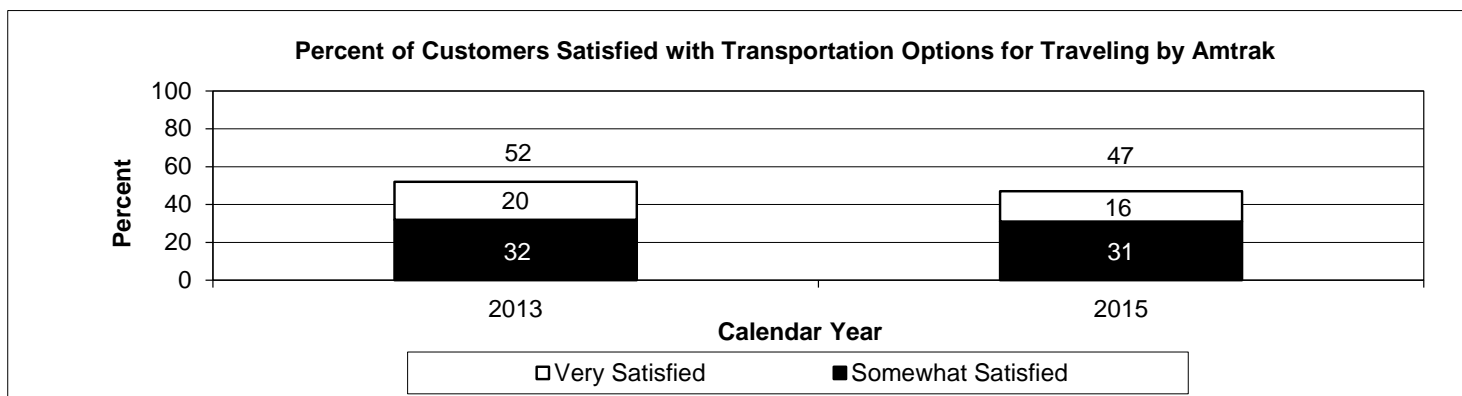 Percent of Customers Satisfied with Transportation Options for Traveling by Amtrak
100
80
60
40
20
0
Percent
52
20
32
47
16
31
2013
2015
Calendar Year
Very Satisfied
Somewhat Satisfied